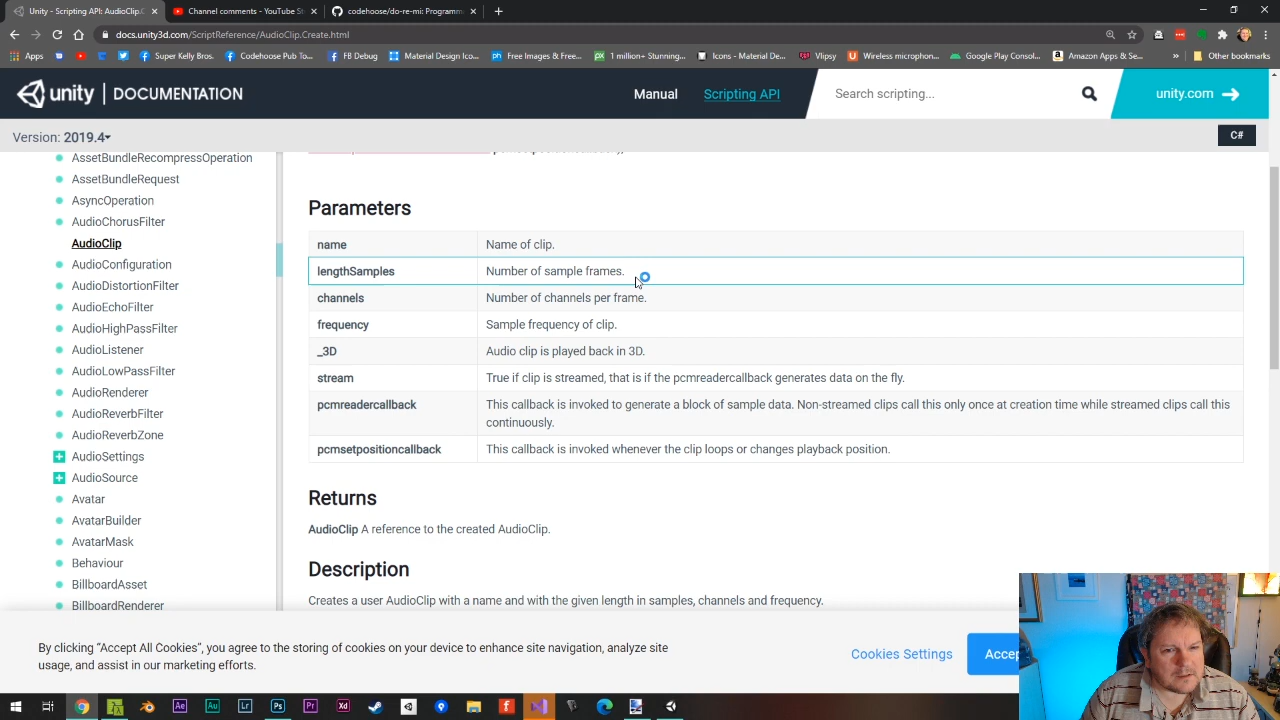 Unity - Scripting API: AudioClip.C
Channel comments - YouTube St
codehoose/do-re-mi: Programm
docs.unity3d.com/ScriptReference/AudioClip.Create.html
Apps
Super Kelly Bros.
Codehoose Pub To...
FB Debug
Material Design Icon...
Free Images & Free...
1 million+ Stunning...
Icons - Material De...
Vlipsy
Wireless microphon...
Google Play Consol...
Amazon Apps & Se...
»
Other bookmarks
unity | DOCUMENTATION
Manual
Scripting API
Search scripting...
unity.com
Version: 2019.4
C#
AssetBundleRecompressOperation
AssetBundleRequest
AsyncOperation
AudioChorusFilter
AudioClip
AudioConfiguration
AudioDistortionFilter
AudioEchoFilter
AudioHighPassFilter
AudioListener
AudioLowPassFilter
AudioRenderer
AudioReverbFilter
AudioReverbZone
AudioSettings
AudioSource
Avatar
AvatarBuilder
AvatarMask
Behaviour
BillboardAsset
BillboardRenderer
Parameters
name Name of clip.
lengthSamples Number of sample frames.
channels Number of channels per frame.
frequency Sample frequency of clip.
_3D Audio clip is played back in 3D.
stream True if clip is streamed, that is if the pcmreadercallback generates data on the fly.
pcmreadercallback This callback is invoked to generate a block of sample data. Non-streamed clips call this only once at creation time while streamed clips call this
continuously.
pcmsetpositioncallback This callback is invoked whenever the clip loops or changes playback position.
Returns
AudioClip A reference to the created AudioClip.
Description
Creates a user AudioClip with a name and with the given length in samples, channels and frequency.
By clicking “Accept All Cookies”, you agree to the storing of cookies on your device to enhance site navigation, analyze site
usage, and assist in our marketing efforts.
Cookies Settings
Accep
Ae
Au
Lr
Ps
Pr
Xd